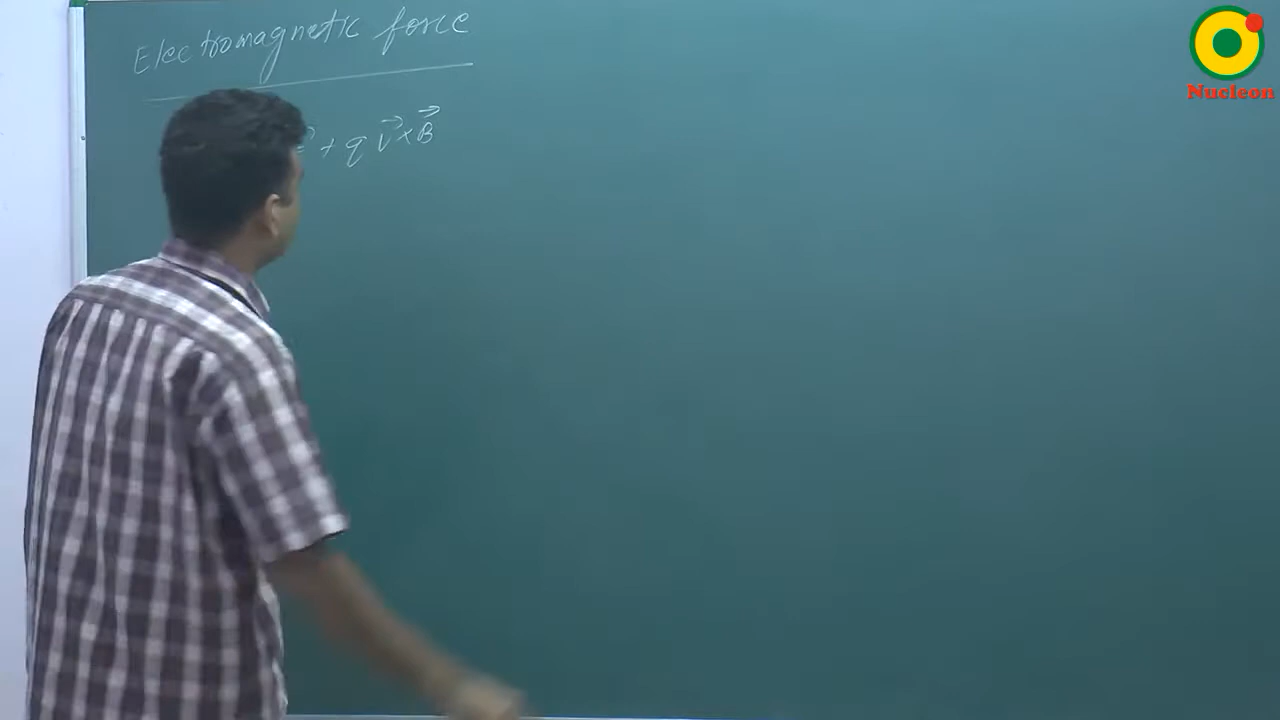 Electromagnetic force
+ q v⃗ × B⃗
Nucleon